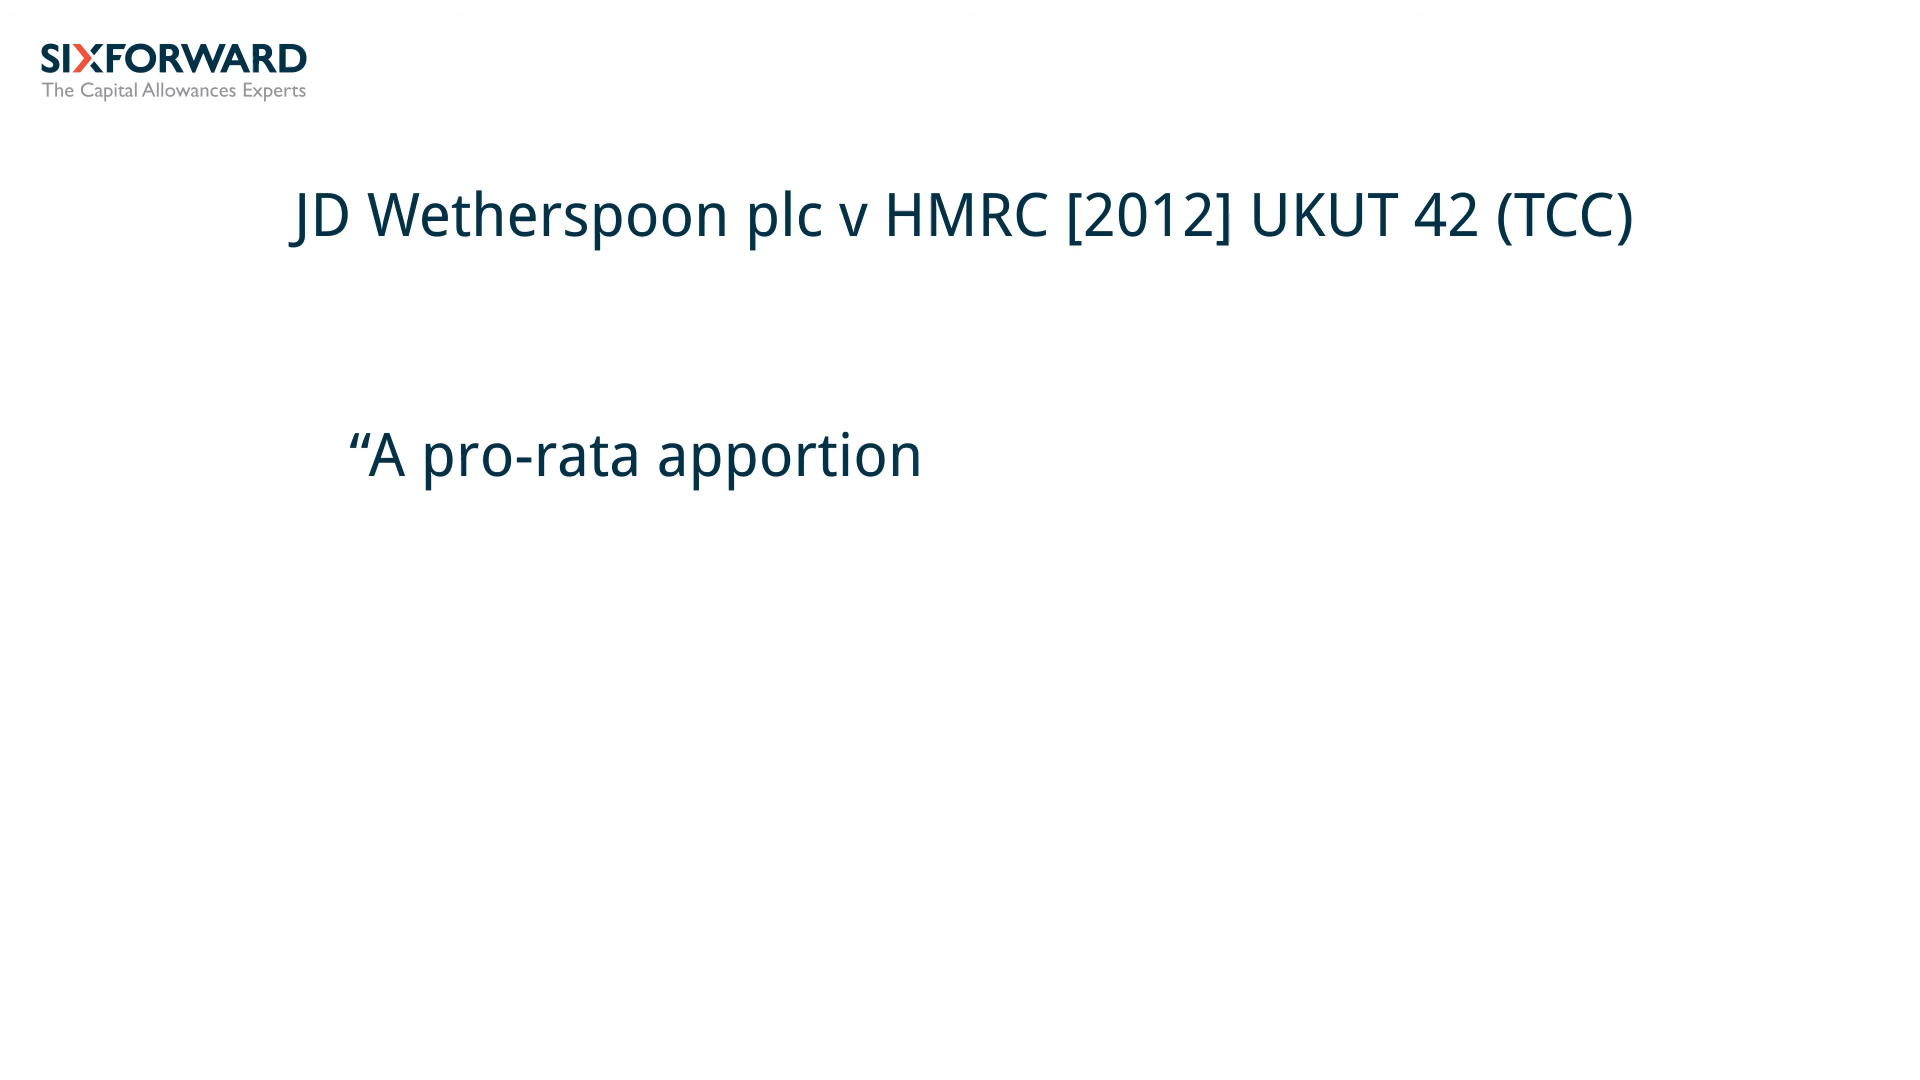 SIXFORWARD
The Capital Allowances Experts
JD Wetherspoon plc v HMRC [2012] UKUT 42 (TCC)
“A pro-rata apportion